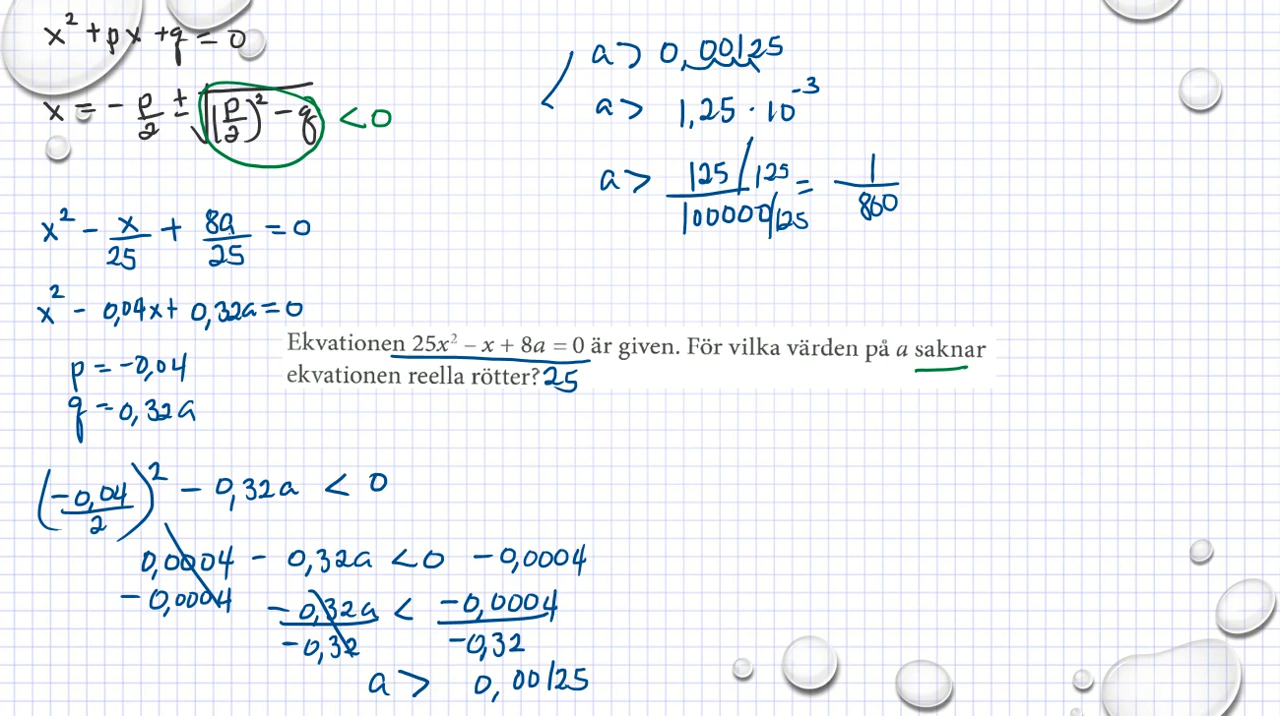 x² + px + q = 0
x = - p/2 ± √((p/2)² - q) < 0
x² - x/25 + 8a/25 = 0
x² - 0,04x + 0,32a = 0
p = -0,04
q = 0,32a
(-0,04/2)² - 0,32a < 0
0,0004 - 0,32a < 0 - 0,0004
- 0,0004
-0,32a/-0,32 < -0,0004/-0,32
a > 0,00125
Ekvationen 25x² – x + 8a = 0 är given. För vilka värden på a saknar
ekvationen reella rötter? 25
a > 0,00125
a > 1,25 · 10⁻³
a > 125/125 / 100000/125 = 1/800